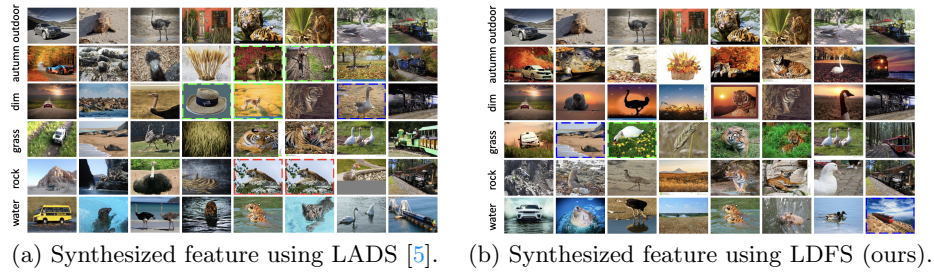 outdoor
autumn
dim
grass
rock
water
outdoor
autumn
dim
grass
rock
water
(a) Synthesized feature using LADS [5].
(b) Synthesized feature using LDFS (ours).